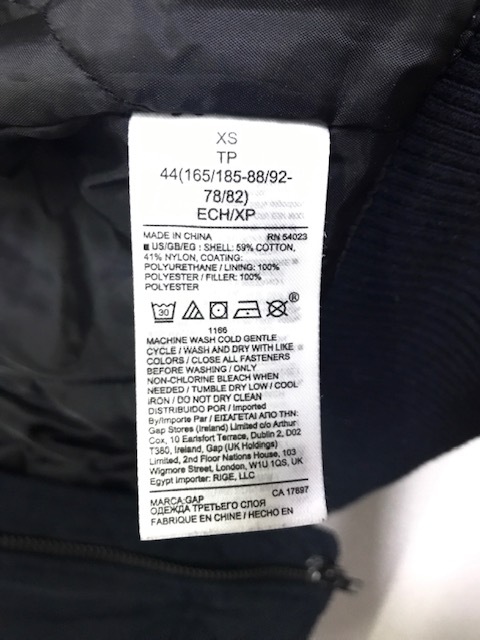 XS
TP
44(165/185-88/92-
78/82)
ECH/XP
MADE IN CHINA RN 54023
■ US/GB/EG : SHELL: 59% COTTON,
41% NYLON, COATING:
POLYURETHANE / LINING: 100%
POLYESTER / FILLER: 100%
POLYESTER
30 ®
1166
MACHINE WASH COLD GENTLE
CYCLE / WASH AND DRY WITH LIKE
COLORS / CLOSE ALL FASTENERS
BEFORE WASHING / ONLY
NON-CHLORINE BLEACH WHEN
NEEDED / TUMBLE DRY LOW / COOL
IRON / DO NOT DRY CLEAN
DISTRIBUIDO POR / Imported
By/Importe Par / ΕΙΣΑΓΕΤΑΙ ΑΠΟ ΤΗΝ:
Gap Stores (Ireland) Limited c/o Arthur
Cox, 10 Earlsfort Terrace, Dublin 2, D02
T380, Ireland, Gap (UK Holdings)
Limited, 2nd Floor Nations House, 103
Wigmore Street, London, W1U 1QS, UK
Egypt Importer: RIGE, LLC
MARCA:GAP CA 17697
ОДЕЖДА ТРЕТЬЕГО СЛОЯ
FABRIQUE EN CHINE / HECHO EN